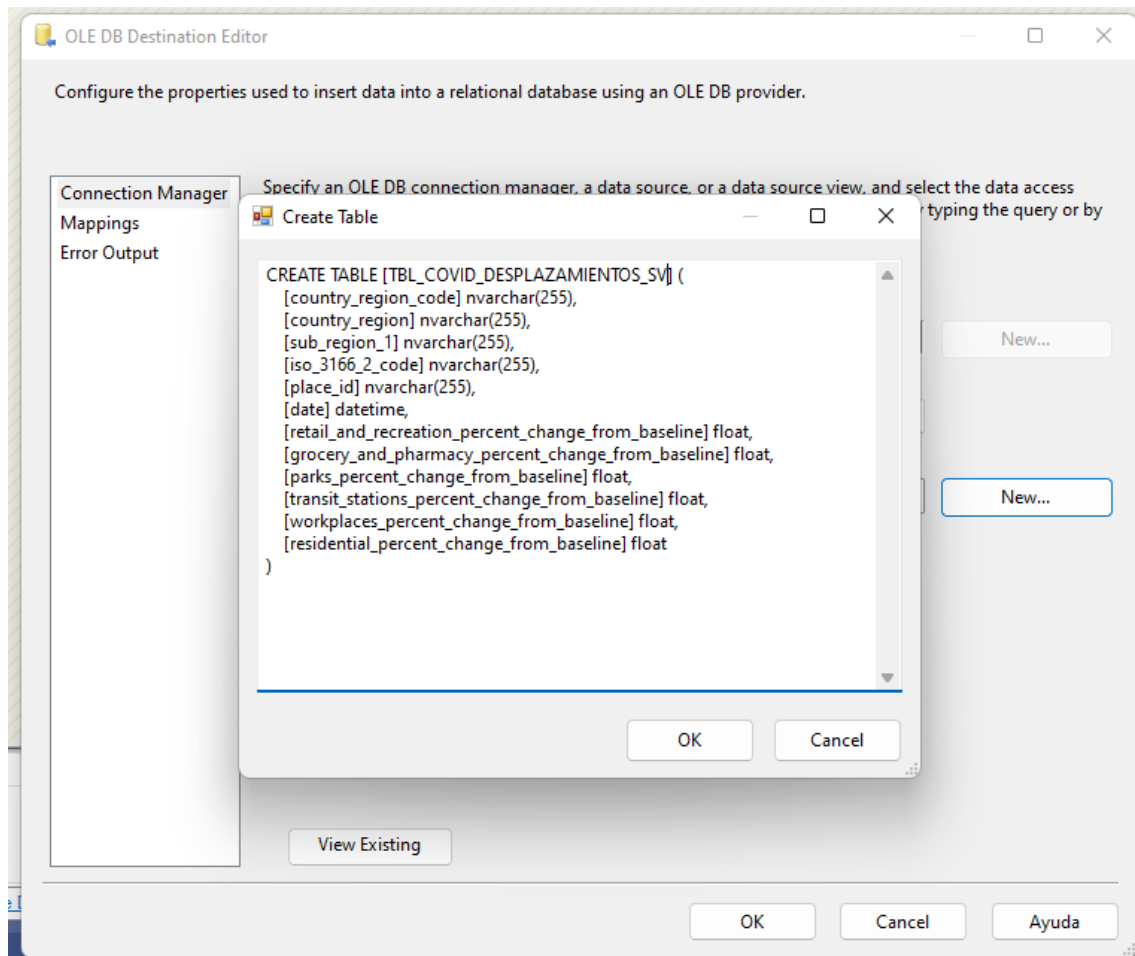 OLE DB Destination Editor
Configure the properties used to insert data into a relational database using an OLE DB provider.
Connection Manager
Mappings
Error Output
Specify an OLE DB connection manager, a data source, or a data source view, and select the data access
typing the query or by
Create Table
CREATE TABLE [TBL_COVID_DESPLAZAMIENTOS_SV] (
[country_region_code] nvarchar(255),
[country_region] nvarchar(255),
[sub_region_1] nvarchar(255),
[iso_3166_2_code] nvarchar(255),
[place_id] nvarchar(255),
[date] datetime,
[retail_and_recreation_percent_change_from_baseline] float,
[grocery_and_pharmacy_percent_change_from_baseline] float,
[parks_percent_change_from_baseline] float,
[transit_stations_percent_change_from_baseline] float,
[workplaces_percent_change_from_baseline] float,
[residential_percent_change_from_baseline] float
)
OK
Cancel
New...
New...
View Existing
OK
Cancel
Ayuda